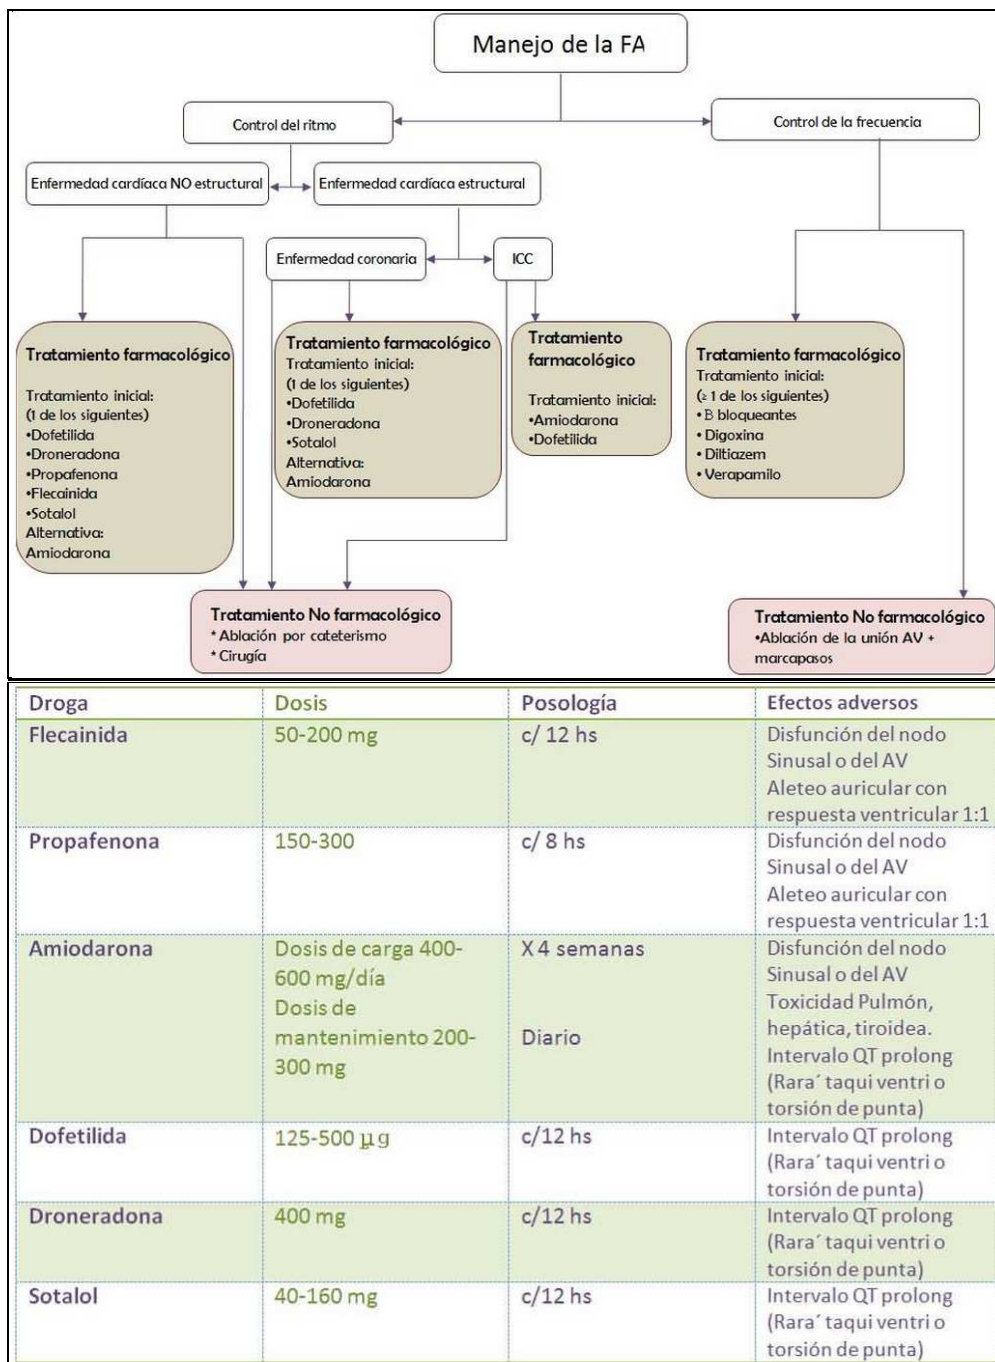 Manejo de la FA
Control del ritmo
Control de la frecuencia
Enfermedad cardíaca NO estructural
Enfermedad cardíaca estructural
Enfermedad coronaria
ICC
Tratamiento farmacológico
Tratamiento inicial:
(1 de los siguientes)
•Dofetilida
•Droneradona
•Propafenona
•Flecainida
•Sotalol
Alternativa:
Amiodarona
Tratamiento farmacológico
Tratamiento inicial:
(1 de los siguientes)
•Dofetilida
•Droneradona
•Sotalol
Alternativa:
Amiodarona
Tratamiento
farmacológico
Tratamiento inicial:
•Amiodarona
•Dofetilida
Tratamiento farmacológico
Tratamiento inicial:
(≥ 1 de los siguientes)
• B bloqueantes
• Digoxina
• Diltiazem
• Verapamilo
Tratamiento No farmacológico
* Ablación por cateterismo
* Cirugía
Tratamiento No farmacológico
•Ablación de la unión AV +
marcapasos
Droga Dosis Posología Efectos adversos
Flecainida 50-200 mg c/ 12 hs Disfunción del nodo
Sinusal o del AV
Aleteo auricular con
respuesta ventricular 1:1
Propafenona 150-300 c/ 8 hs Disfunción del nodo
Sinusal o del AV
Aleteo auricular con
respuesta ventricular 1:1
Amiodarona Dosis de carga 400- X 4 semanas Disfunción del nodo
600 mg/día Sinusal o del AV
Dosis de Toxicidad Pulmón,
mantenimiento 200- Diario hepática, tiroidea.
300 mg Intervalo QT prolong
(Rara´ taqui ventri o
torsión de punta)
Dofetilida 125-500 µg c/12 hs Intervalo QT prolong
(Rara´ taqui ventri o
torsión de punta)
Droneradona 400 mg c/12 hs Intervalo QT prolong
(Rara´ taqui ventri o
torsión de punta)
Sotalol 40-160 mg c/12 hs Intervalo QT prolong
(Rara´ taqui ventri o
torsión de punta)